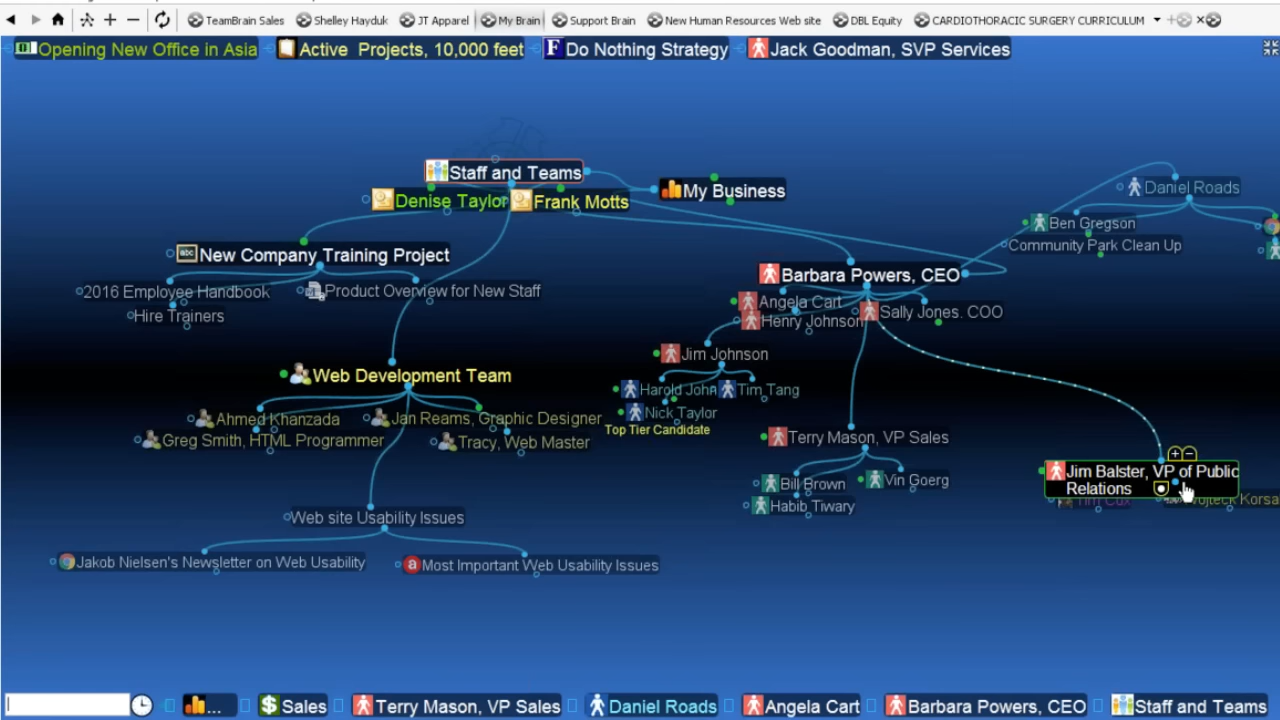 TeamBrain Sales
Shelley Hayduk
JT Apparel
My Brain
Support Brain
New Human Resources Web site
DBL Equity
CARDIOTHORACIC SURGERY CURRICULUM
Opening New Office in Asia
Active Projects, 10,000 feet
Do Nothing Strategy
Jack Goodman, SVP Services
Staff and Teams
Denise Taylor
Frank Motts
My Business
Daniel Roads
Ben Gregson
Community Park Clean Up
New Company Training Project
2016 Employee Handbook
Product Overview for New Staff
Hire Trainers
Barbara Powers, CEO
Angela Cart
Sally Jones. COO
Henry Johnson
Jim Johnson
Harold John
Tim Tang
Nick Taylor
Top Tier Candidate
Web Development Team
Ahmed Khanzada
Jan Reams, Graphic Designer
Greg Smith, HTML Programmer
Tracy, Web Master
Terry Mason, VP Sales
Bill Brown
Vin Goerg
Habib Tiwary
Jim Balster, VP of Public
Relations
Tim Cox
Web site Usability Issues
Jakob Nielsen's Newsletter on Web Usability
Most Important Web Usability Issues
...
Sales
Terry Mason, VP Sales
Daniel Roads
Angela Cart
Barbara Powers, CEO
Staff and Teams